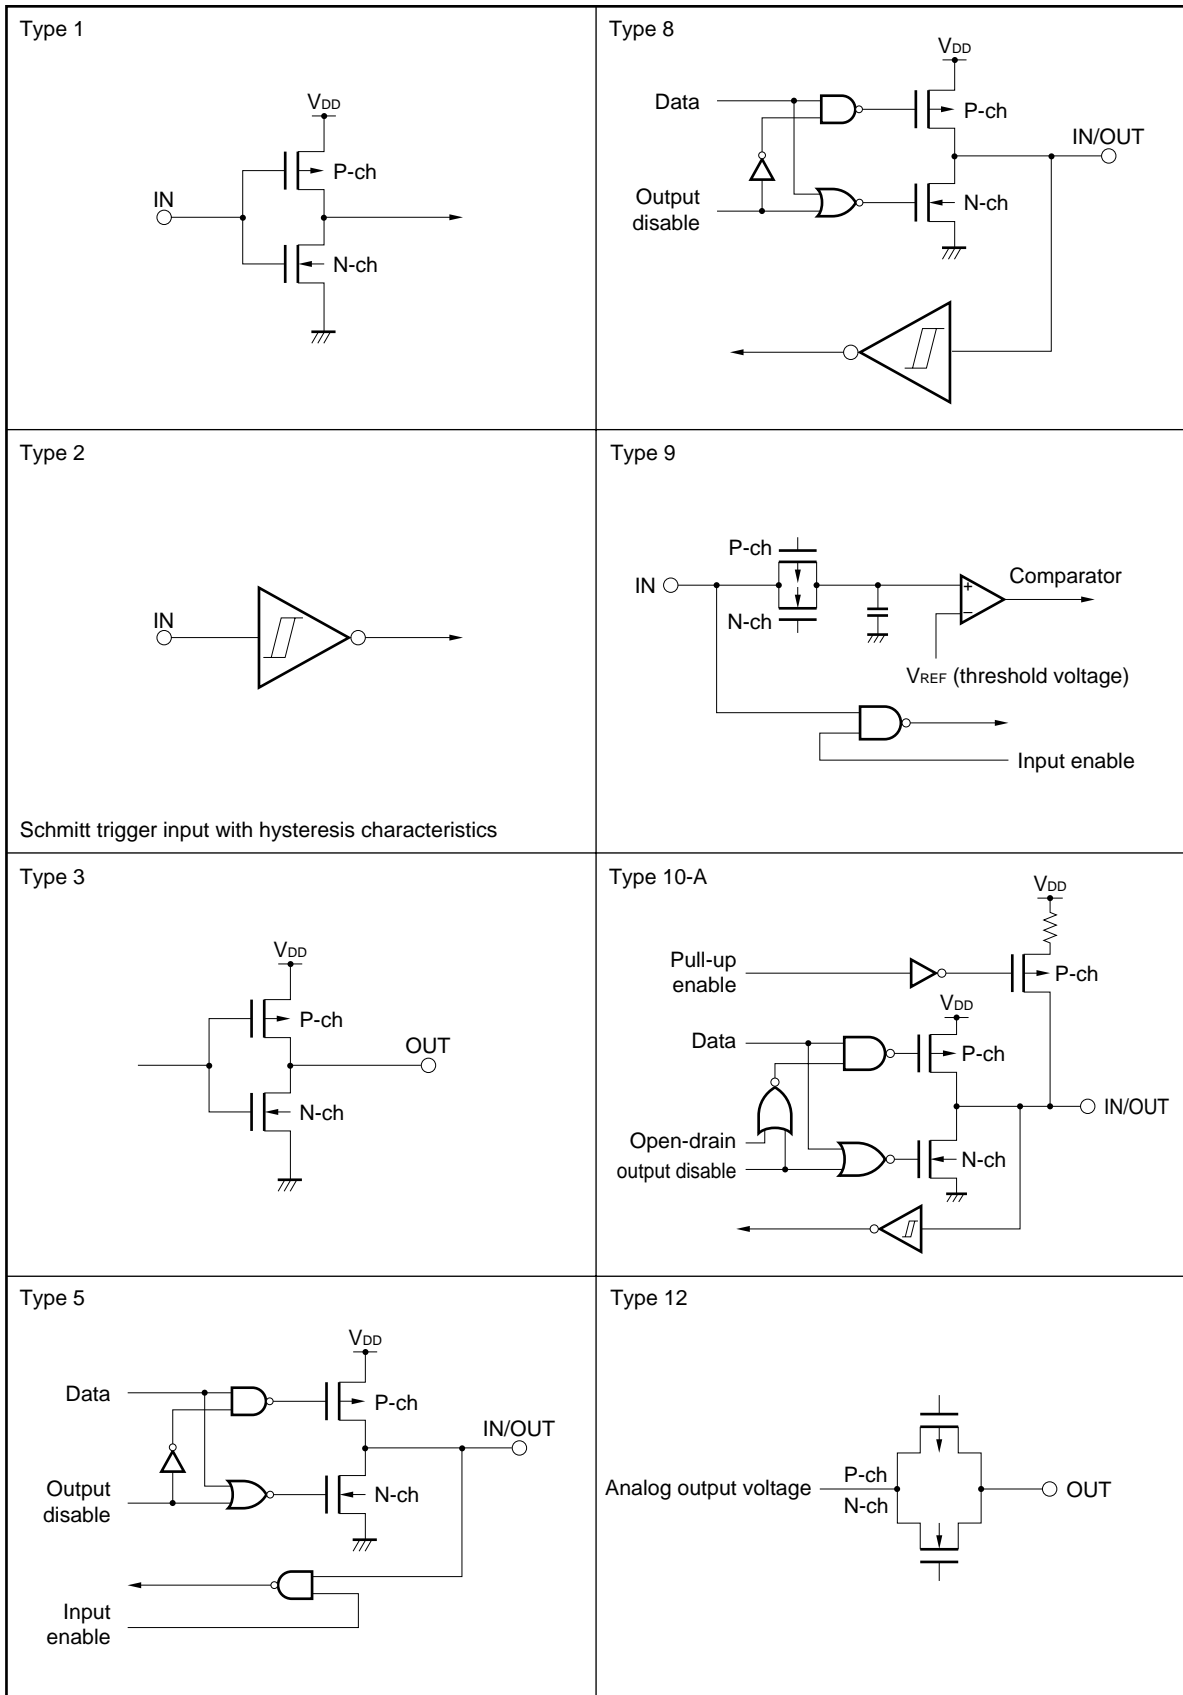 Type 1
VDD
P-ch
IN
N-ch
Type 8
VDD
Data
P-ch
IN/OUT
Output
disable
N-ch
Type 2
IN
Schmitt trigger input with hysteresis characteristics
Type 9
P-ch
IN
N-ch
+
−
Comparator
VREF (threshold voltage)
Input enable
Type 3
VDD
P-ch
OUT
N-ch
Type 10-A
VDD
Pull-up
enable
P-ch
VDD
Data
P-ch
IN/OUT
Open-drain
output disable
N-ch
Type 5
VDD
Data
P-ch
IN/OUT
Output
disable
N-ch
Input
enable
Type 12
Analog output voltage
P-ch
N-ch
OUT